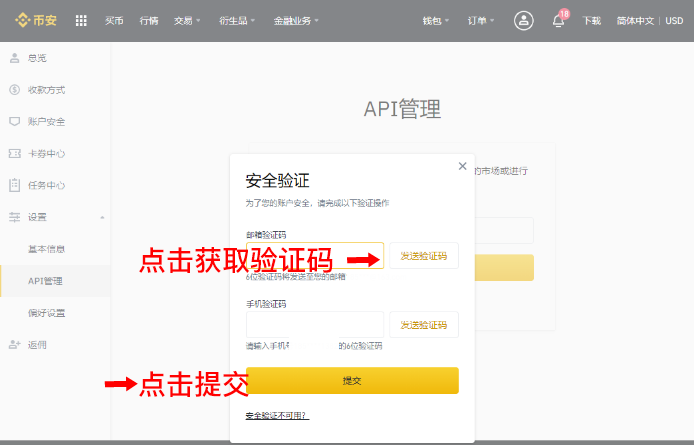 币安
买币
行情
交易
衍生品
金融业务
钱包
订单
18
下载
简体中文
USD
总览
收款方式
账户安全
卡券中心
任务中心
设置
基本信息
API管理
偏好设置
返佣
API管理
的市场或进行
安全验证
为了您的账户安全，请完成以下验证操作
邮箱验证码
点击获取验证码
发送验证码
6位验证码将发送至您的邮箱
手机验证码
发送验证码
请输入手机号 的6位验证码
点击提交
提交
安全验证不可用？